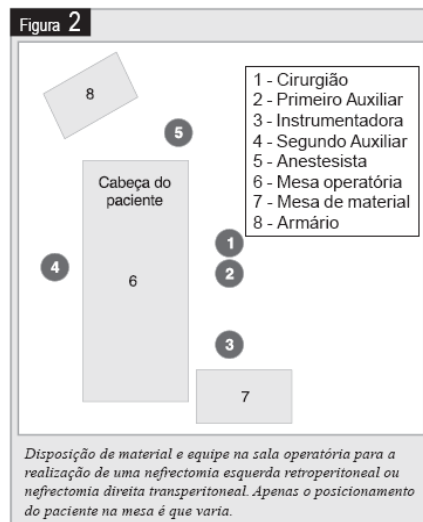 Figura 2
8
1 - Cirurgião
2 - Primeiro Auxiliar
3 - Instrumentadora
4 - Segundo Auxiliar
5 - Anestesista
6 - Mesa operatória
7 - Mesa de material
8 - Armário
5
Cabeça do
paciente
1
4
6
2
3
7
Disposição de material e equipe na sala operatória para a
realização de uma nefrectomia esquerda retroperitoneal ou
nefrectomia direita transperitoneal. Apenas o posicionamento
do paciente na mesa é que varia.